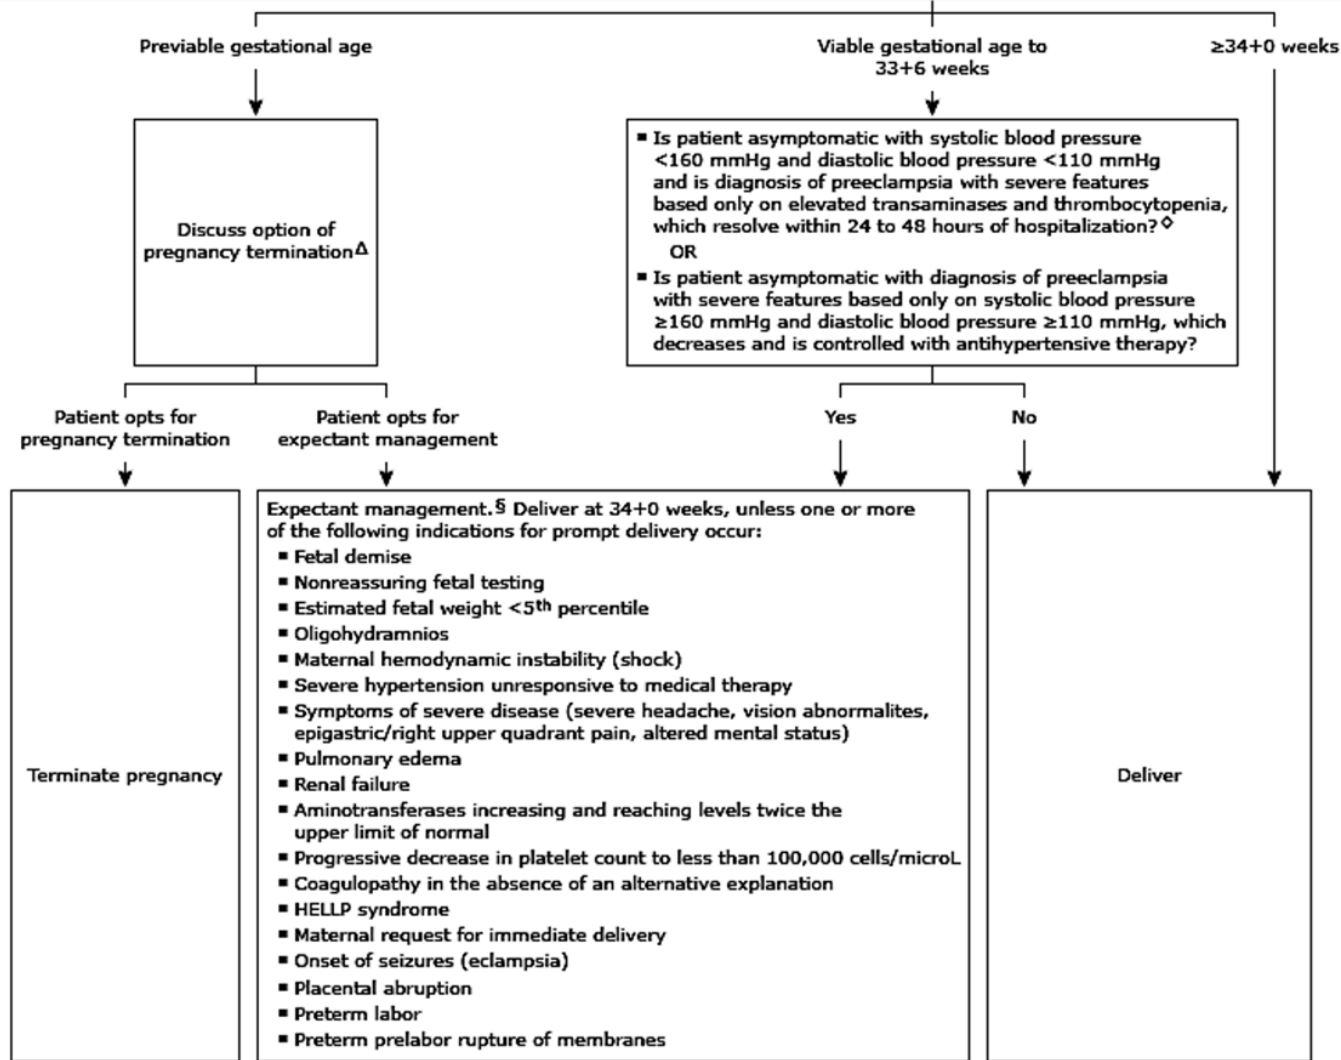 Previable gestational age
Viable gestational age to
33+6 weeks
≥34+0 weeks
Discuss option of
pregnancy termination Δ
▪ Is patient asymptomatic with systolic blood pressure
<160 mmHg and diastolic blood pressure <110 mmHg
and is diagnosis of preeclampsia with severe features
based only on elevated transaminases and thrombocytopenia,
which resolve within 24 to 48 hours of hospitalization? ◇
OR
▪ Is patient asymptomatic with diagnosis of preeclampsia
with severe features based only on systolic blood pressure
≥160 mmHg and diastolic blood pressure ≥110 mmHg, which
decreases and is controlled with antihypertensive therapy?
Patient opts for
pregnancy termination
Patient opts for
expectant management
Yes
No
Terminate pregnancy
Expectant management.§ Deliver at 34+0 weeks, unless one or more
of the following indications for prompt delivery occur:
▪ Fetal demise
▪ Nonreassuring fetal testing
▪ Estimated fetal weight <5th percentile
▪ Oligohydramnios
▪ Maternal hemodynamic instability (shock)
▪ Severe hypertension unresponsive to medical therapy
▪ Symptoms of severe disease (severe headache, vision abnormalites,
epigastric/right upper quadrant pain, altered mental status)
▪ Pulmonary edema
▪ Renal failure
▪ Aminotransferases increasing and reaching levels twice the
upper limit of normal
▪ Progressive decrease in platelet count to less than 100,000 cells/microL
▪ Coagulopathy in the absence of an alternative explanation
▪ HELLP syndrome
▪ Maternal request for immediate delivery
▪ Onset of seizures (eclampsia)
▪ Placental abruption
▪ Preterm labor
▪ Preterm prelabor rupture of membranes
Deliver